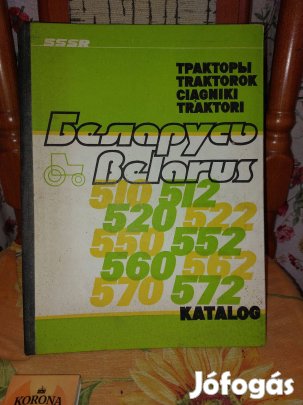 SSSR
ТРАКТОРЫ
TRAKTOROK
CIAGNIKI
TRAKTORI
Беларусь
Belarus
510 512
520 522
550 552
560 562
570 572
KATALOG
KORONA
Jófogás